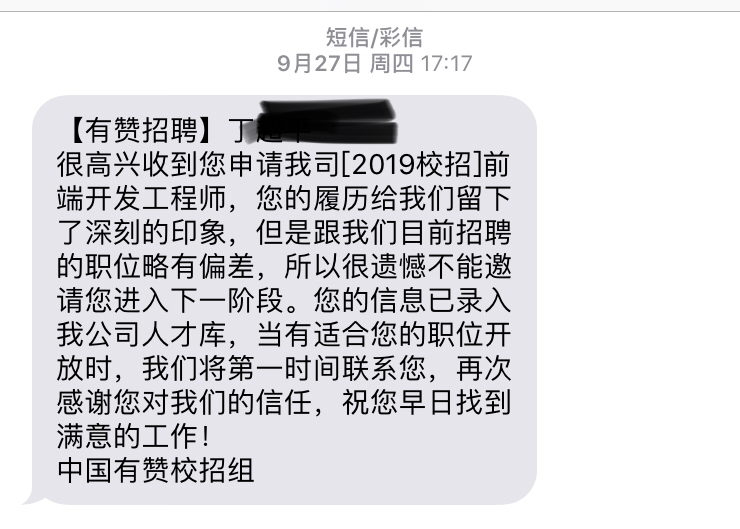 短信/彩信
9月27日 周四 17:17
【有赞招聘】丁
很高兴收到您申请我司[2019校招]前
端开发工程师，您的履历给我们留下
了深刻的印象，但是跟我们目前招聘
的职位略有偏差，所以很遗憾不能邀
请您进入下一阶段。您的信息已录入
我公司人才库，当有适合您的职位开
放时，我们将第一时间联系您，再次
感谢您对我们的信任，祝您早日找到
满意的工作！
中国有赞校招组